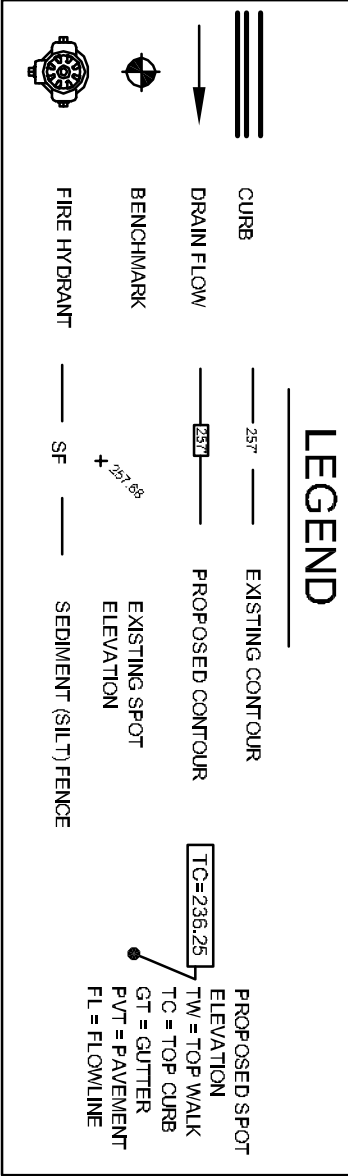 LEGEND
CURB
DRAIN FLOW
BENCHMARK
FIRE HYDRANT
257'
EXISTING CONTOUR
257'
PROPOSED CONTOUR
257.68
EXISTING SPOT
ELEVATION
SF
SEDIMENT (SILT) FENCE
TC=236.25
PROPOSED SPOT
ELEVATION
TW = TOP WALK
TC = TOP CURB
GT = GUTTER
PVT = PAVEMENT
FL = FLOWLINE